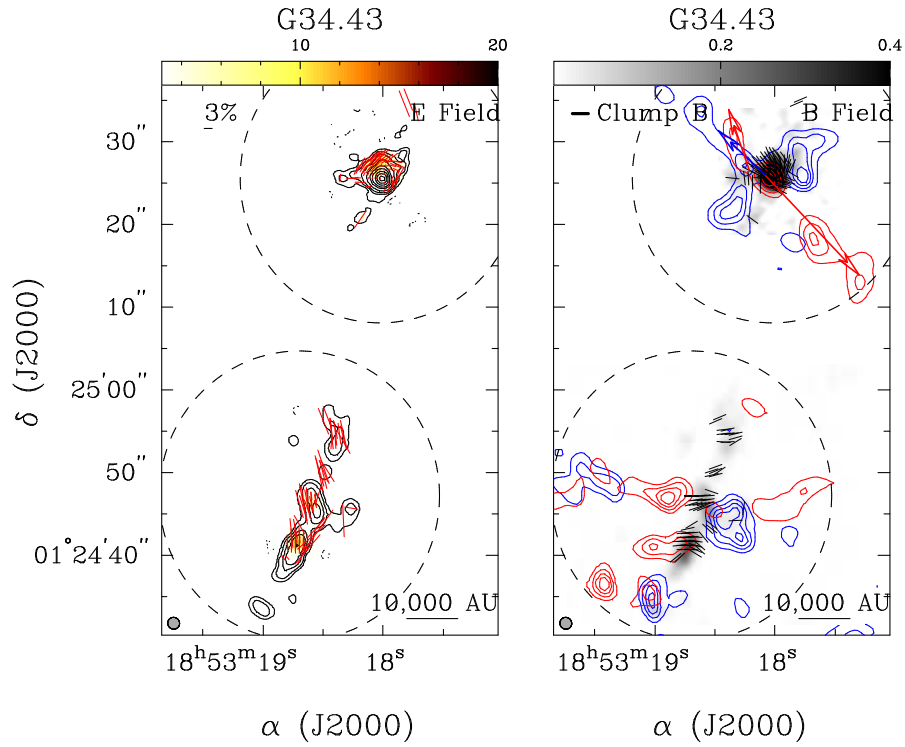 G34.43
10 20
3% E Field
30″
20″
10″
25′00″
50″
01°24′40″
10,000 AU
18ʰ53ᵐ19ˢ 18ˢ
α (J2000)
δ (J2000)
G34.43
0.2 0.4
Clump B B Field
10,000 AU
18ʰ53ᵐ19ˢ 18ˢ
α (J2000)